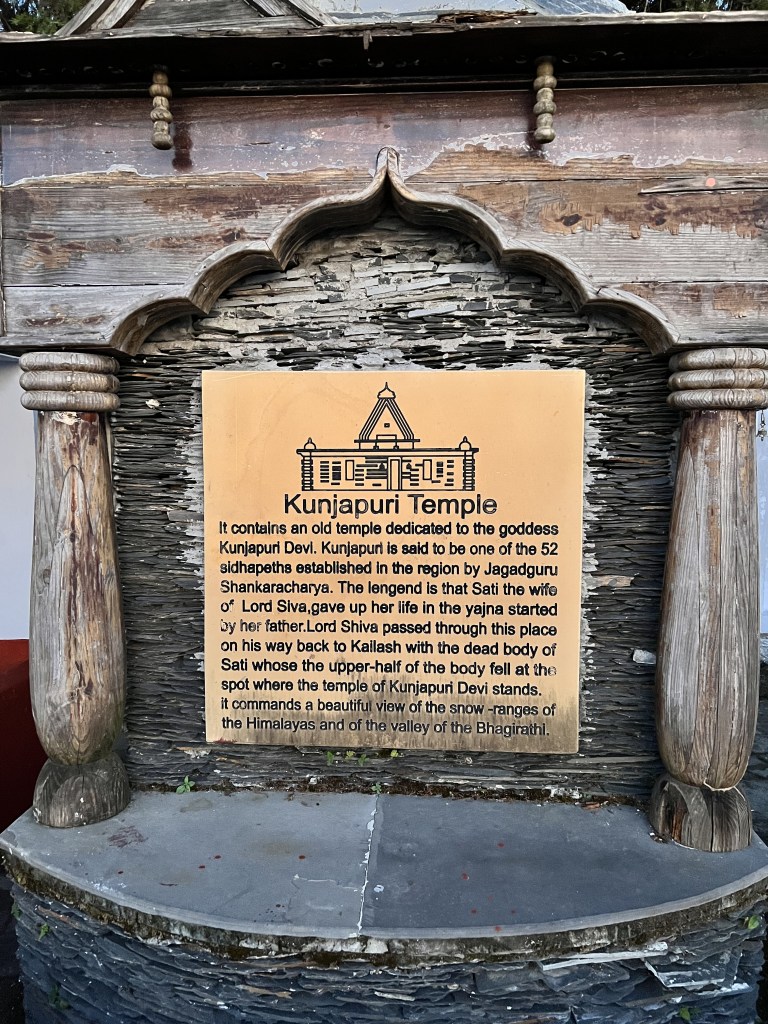 Kunjapuri Temple
It contains an old temple dedicated to the goddess
Kunjapuri Devi. Kunjapuri is said to be one of the 52
sidhapeths established in the region by Jagadguru
Shankaracharya. The lengend is that Sati the wife
of Lord Siva,gave up her life in the yajna started
by her father.Lord Shiva passed through this place
on his way back to Kailash with the dead body of
Sati whose the upper-half of the body fell at the
spot where the temple of Kunjapuri Devi stands.
it commands a beautiful view of the snow -ranges of
the Himalayas and of the valley of the Bhagirathi.